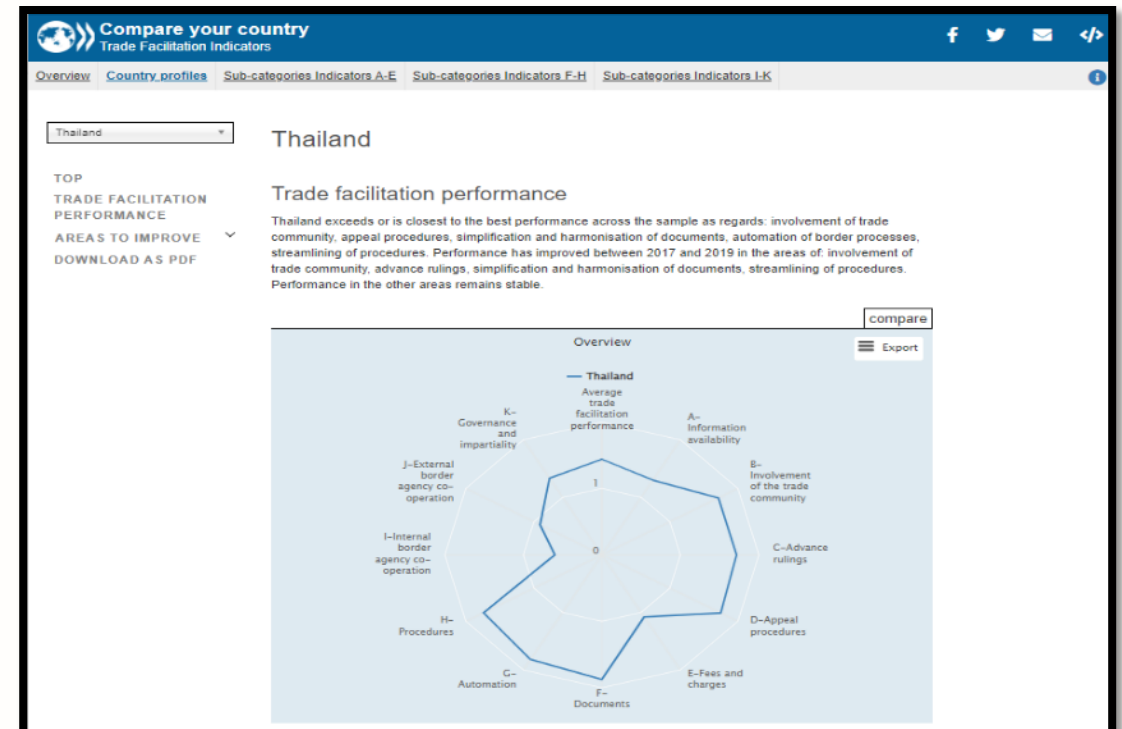 Compare your country
Trade Facilitation Indicators
Overview Country profiles Sub-categories Indicators A-E Sub-categories Indicators F-H Sub-categories Indicators I-K
Thailand
TOP
TRADE FACILITATION
PERFORMANCE
AREAS TO IMPROVE
DOWNLOAD AS PDF
Thailand
Trade facilitation performance
Thailand exceeds or is closest to the best performance across the sample as regards: involvement of trade
community, appeal procedures, simplification and harmonisation of documents, automation of border processes,
streamlining of procedures. Performance has improved between 2017 and 2019 in the areas of: involvement of
trade community, advance rulings, simplification and harmonisation of documents, streamlining of procedures.
Performance in the other areas remains stable.
compare
Overview
Export
Thailand
Average
trade
facilitation
performance
A-
Information
availability
B-
Involvement
of the trade
community
C-Advance
rulings
D-Appeal
procedures
E-Fees and
charges
F-
Documents
G-
Automation
H-
Procedures
I-Internal
border
agency co-
operation
J-External
border
agency co-
operation
K-
Governance
and
impartiality
1
0